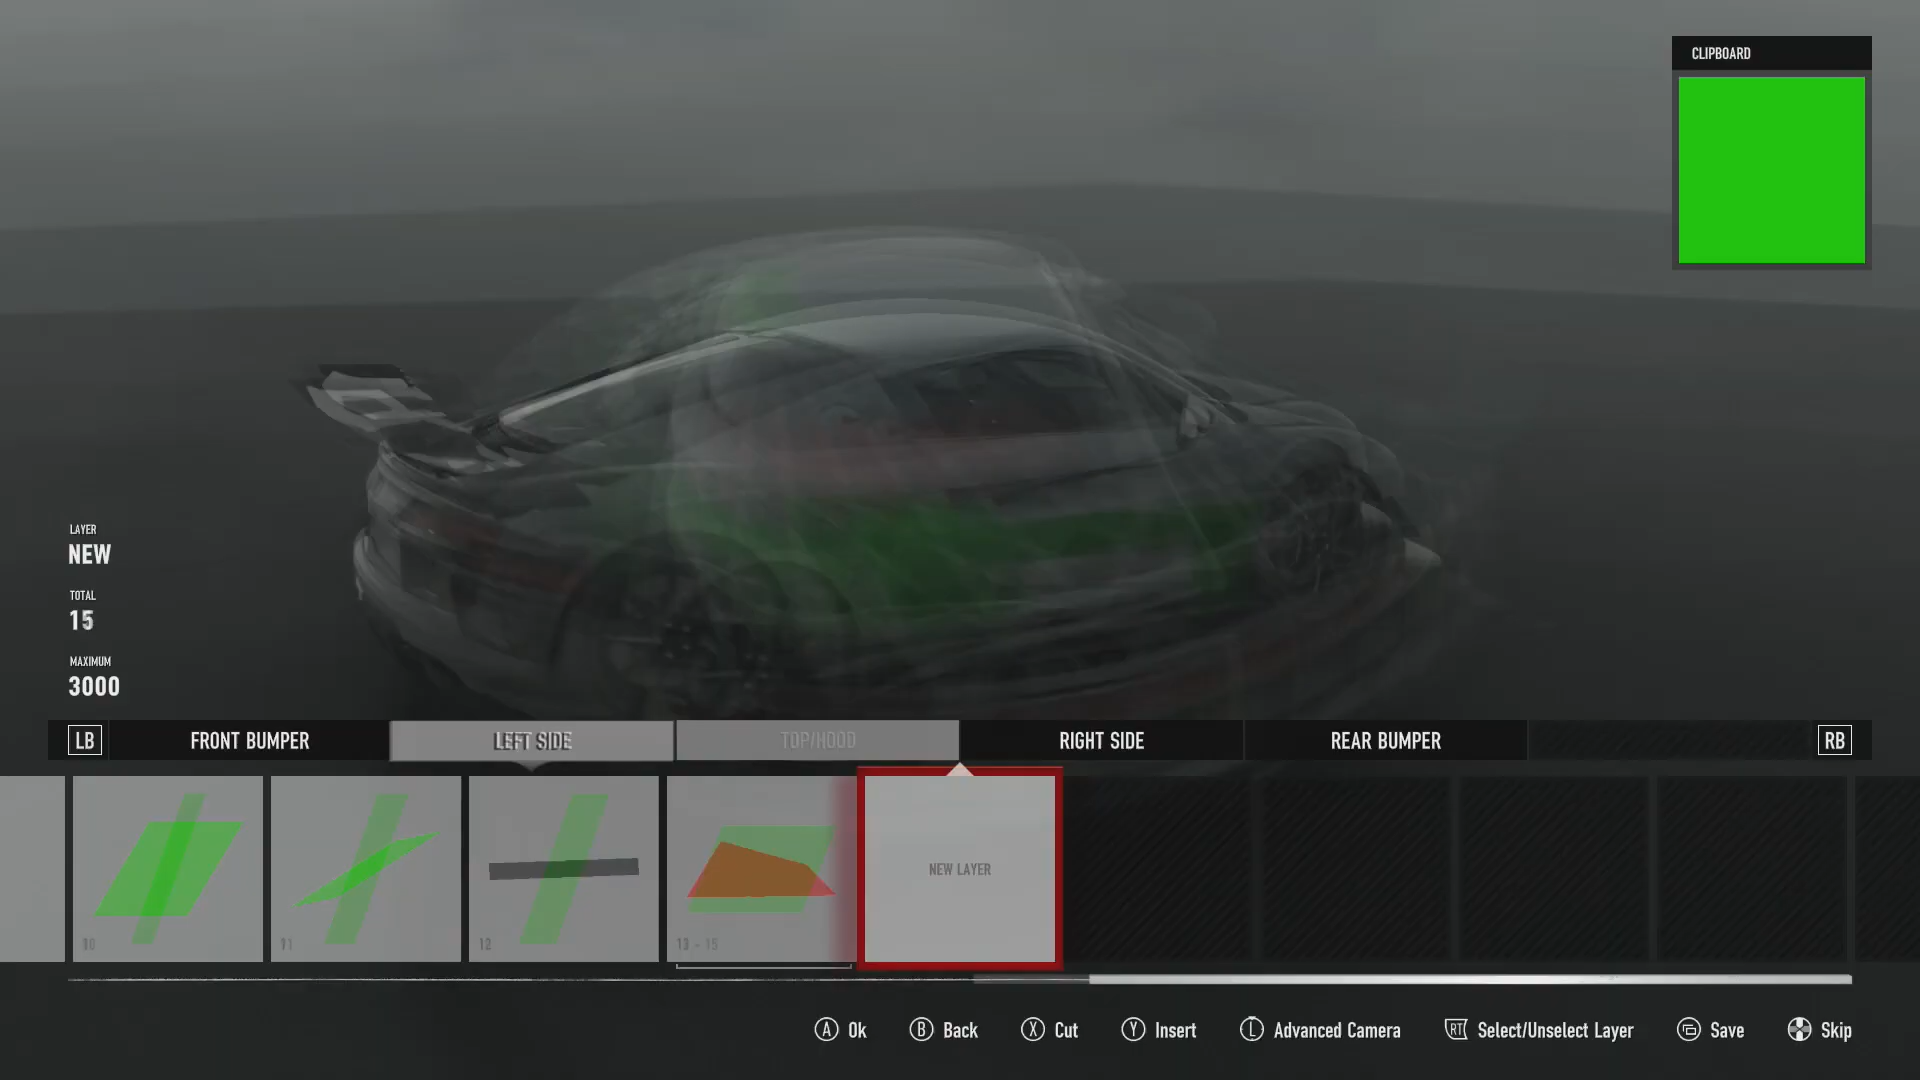 CLIPBOARD
LAYER
NEW
TOTAL
15
MAXIMUM
3000
LB
FRONT BUMPER
LEFT SIDE
TOP/HOOD
RIGHT SIDE
REAR BUMPER
RB
NEW LAYER
10
11
12
13 - 15
A Ok
B Back
X Cut
Y Insert
L Advanced Camera
RT Select/Unselect Layer
Save
Skip